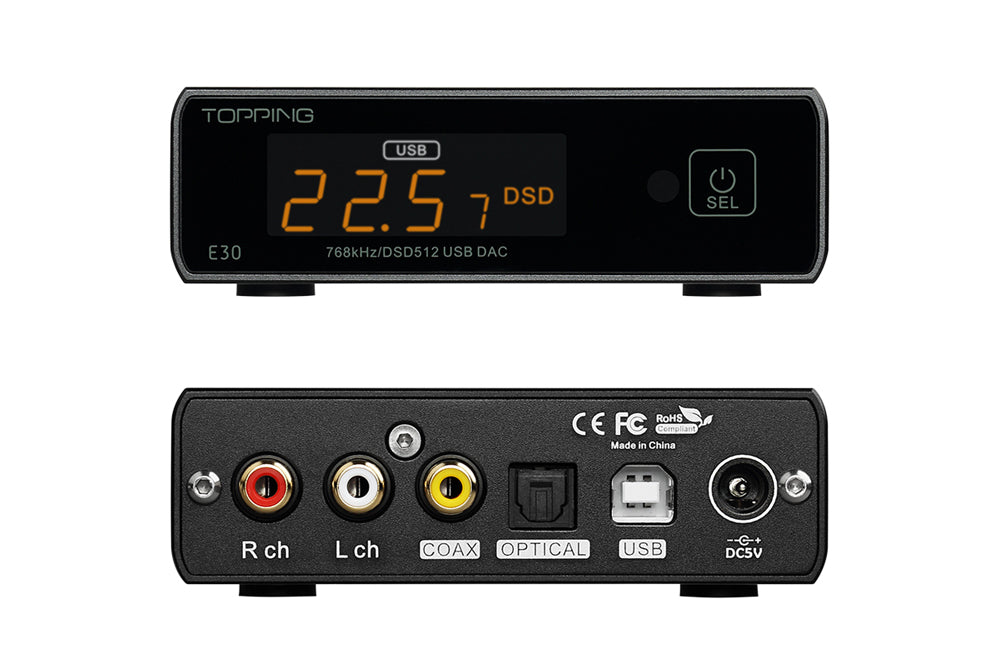 TOPPING
USB
22.57 DSD
SEL
E30
768kHz/DSD512 USB DAC
CE FC RoHS
Compliant
Made in China
R ch
L ch
COAX
OPTICAL
USB
DC5V